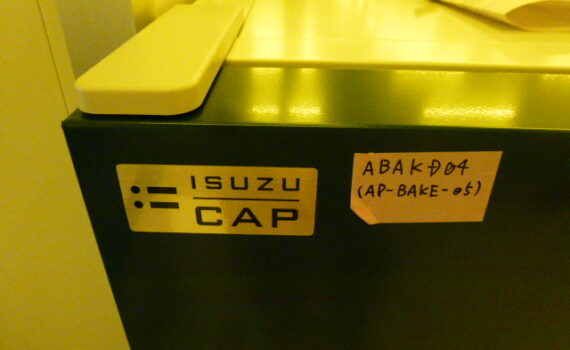 ISUZU
CAP
ABAKD04
(AP-BAKE-05)